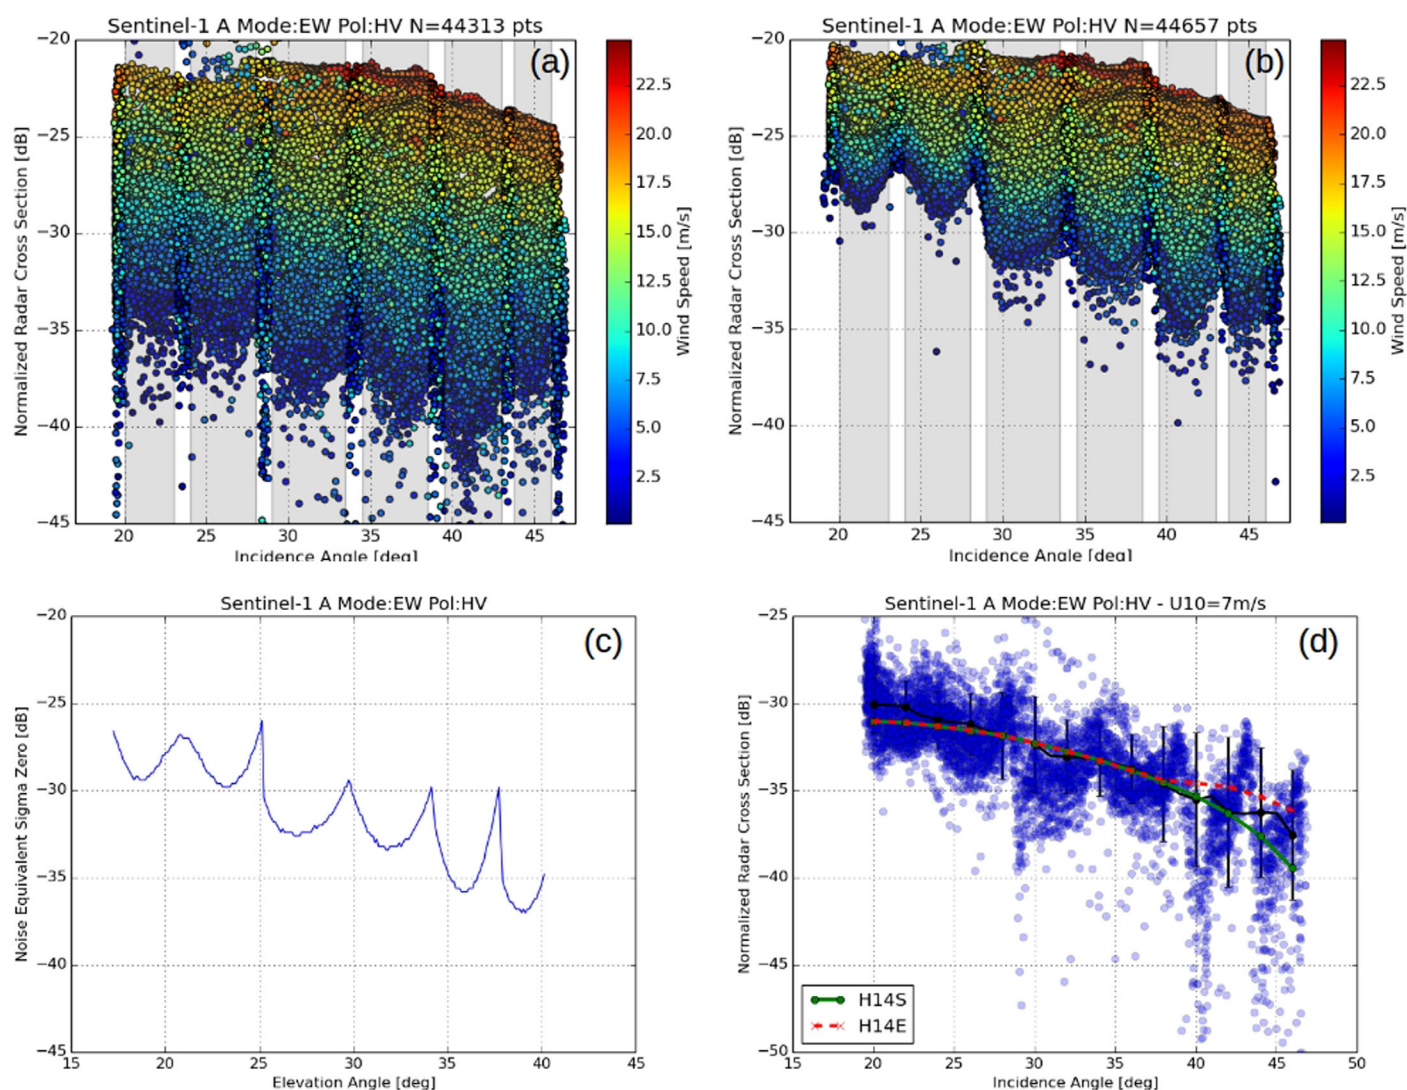 Sentinel-1 A Mode:EW Pol:HV N=44313 pts
(a)
Normalized Radar Cross Section [dB]
−20
−25
−30
−35
−40
−45
20 25 30 35 40 45
Incidence Angle [deg]
22.5
20.0
17.5
15.0
12.5
10.0
7.5
5.0
2.5
Wind Speed [m/s]
Sentinel-1 A Mode:EW Pol:HV N=44657 pts
(b)
Normalized Radar Cross Section [dB]
−20
−25
−30
−35
−40
−45
20 25 30 35 40 45
Incidence Angle [deg]
22.5
20.0
17.5
15.0
12.5
10.0
7.5
5.0
2.5
Wind Speed [m/s]
Sentinel-1 A Mode:EW Pol:HV
(c)
Noise Equivalent Sigma Zero [dB]
−20
−25
−30
−35
−40
−45
15 20 25 30 35 40 45
Elevation Angle [deg]
Sentinel-1 A Mode:EW Pol:HV - U10=7m/s
(d)
Normalized Radar Cross Section [dB]
−25
−30
−35
−40
−45
−50
H14S
H14E
15 20 25 30 35 40 45 50
Incidence Angle [deg]